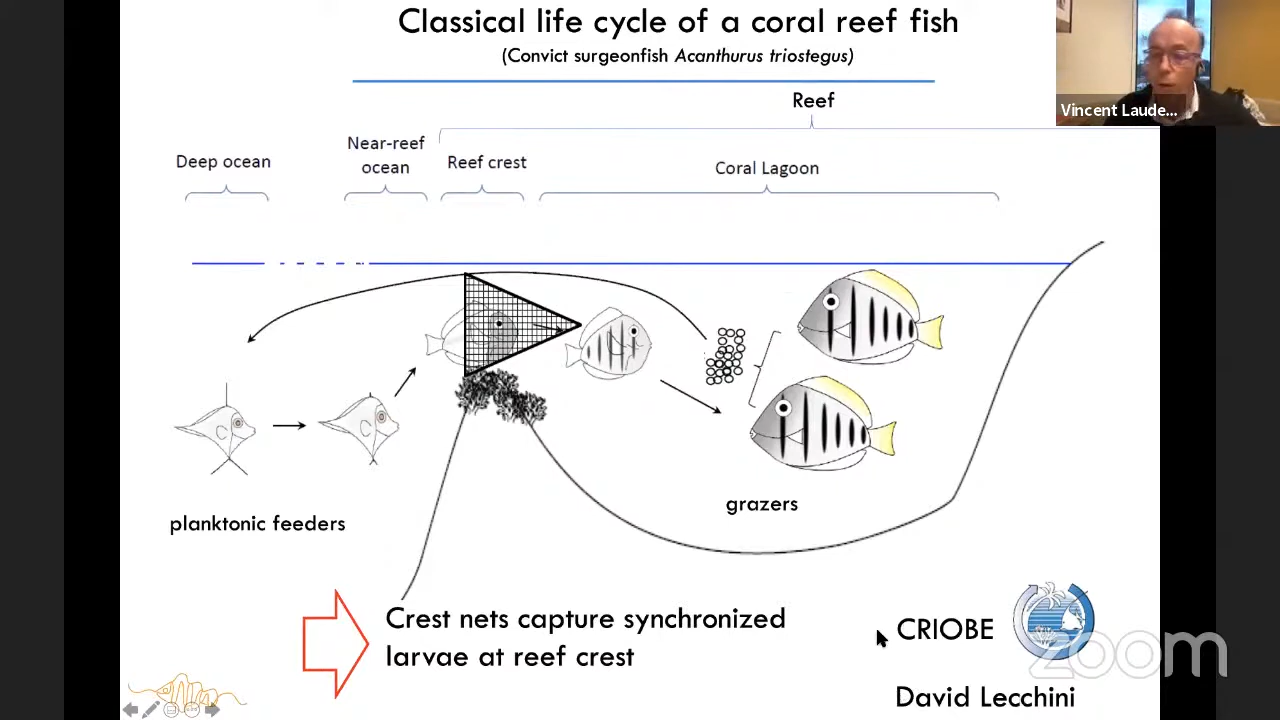 Classical life cycle of a coral reef fish
(Convict surgeonfish Acanthurus triostegus)
Vincent Laude...
Reef
Deep ocean
Near-reef
ocean
Reef crest
Coral Lagoon
planktonic feeders
grazers
Crest nets capture synchronized
larvae at reef crest
CRIOBE
zoom
David Lecchini